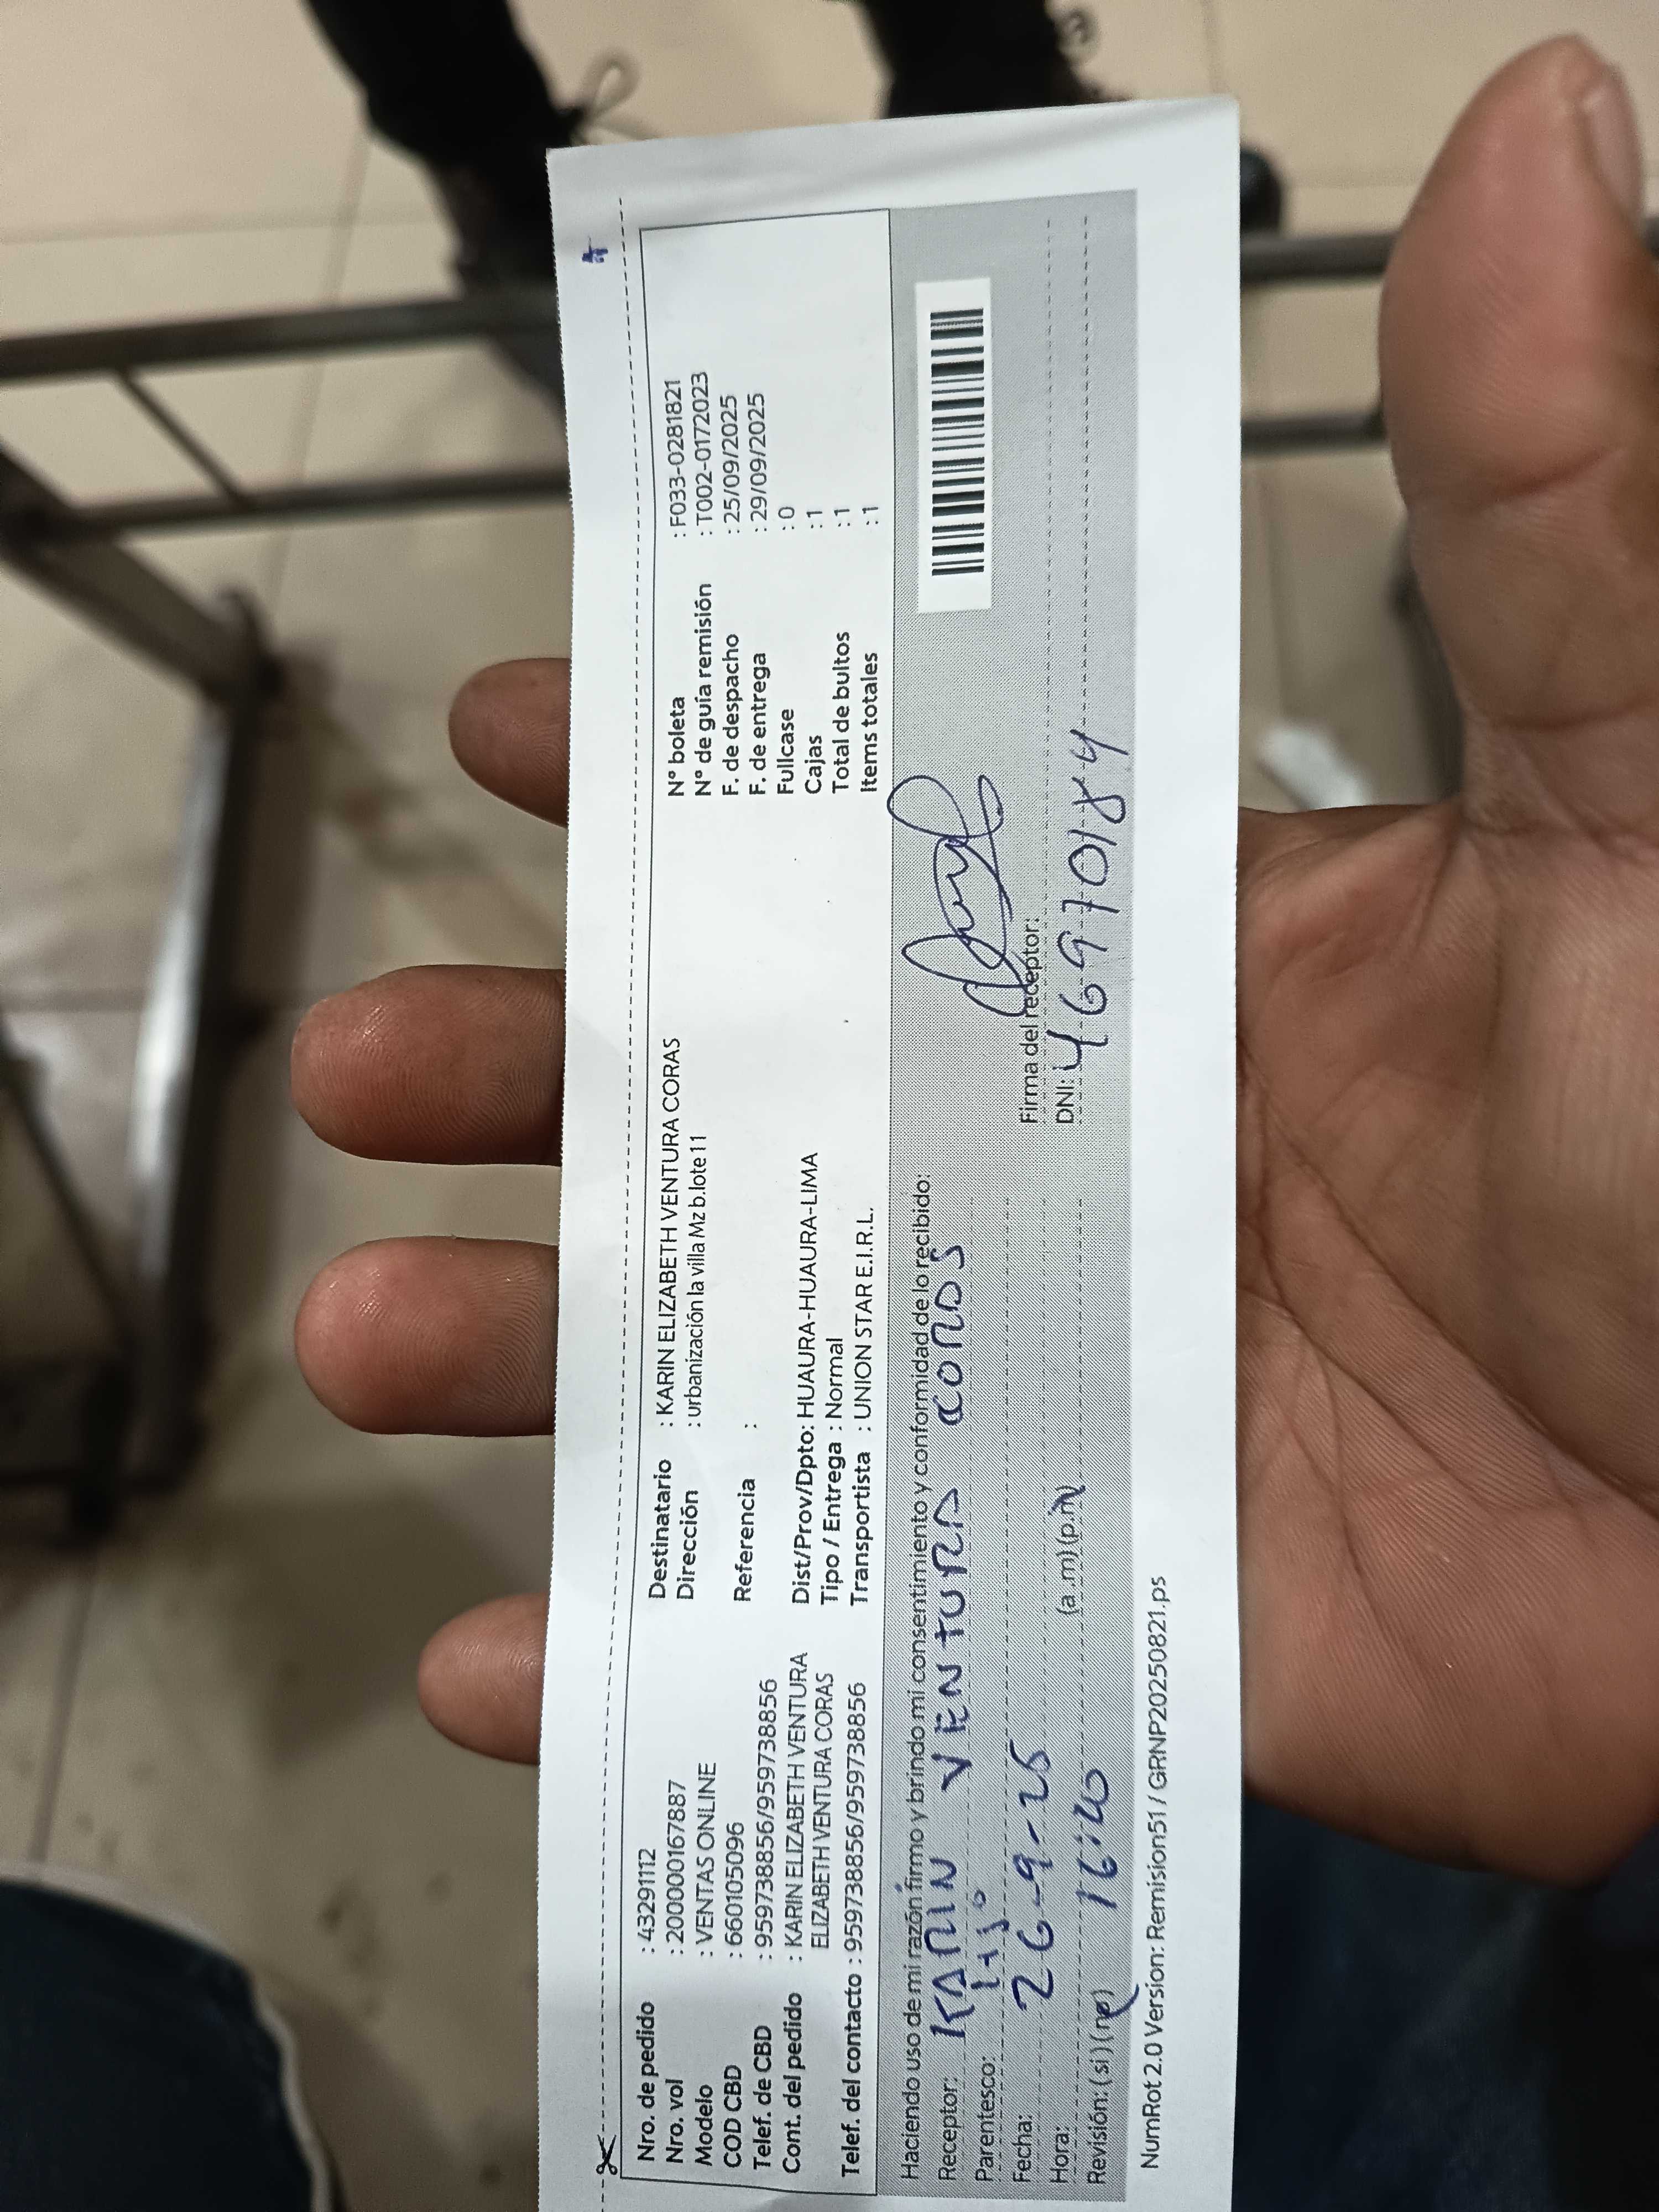 Nro. de pedido : 43291112
Nro. vol : 200000167887
Modelo : VENTAS ONLINE
COD CBD : 660105096
Telef. de CBD : 959738856/959738856
Cont. del pedido : KARIN ELIZABETH VENTURA
ELIZABETH VENTURA CORAS
Telef. del contacto : 959738856/959738856
Destinatario : KARIN ELIZABETH VENTURA CORAS
Dirección : urbanización la villa Mz b.lote 11
Referencia :
Dist/Prov/Dpto: HUAURA-HUAURA-LIMA
Tipo / Entrega : Normal
Transportista : UNION STAR E.I.R.L.
N° boleta : F033-0281821
N° de guía remisión : T002-0172023
F. de despacho : 25/09/2025
F. de entrega : 29/09/2025
Fullcase : 0
Cajas : 1
Total de bultos : 1
Items totales : 1
Haciendo uso de mi razón firmo y brindo mi consentimiento y conformidad de lo recibido:
Receptor: KARIN VENTURA CORAS
Parentesco:
Fecha: 26-9-25
Hora: 16:40 (a.m) (p.m)
Revisión: (si) (no)
Firma del receptor:
DNI: 46970184
NumRot 2.0 Version: Remision51 / GRNP20250821.ps